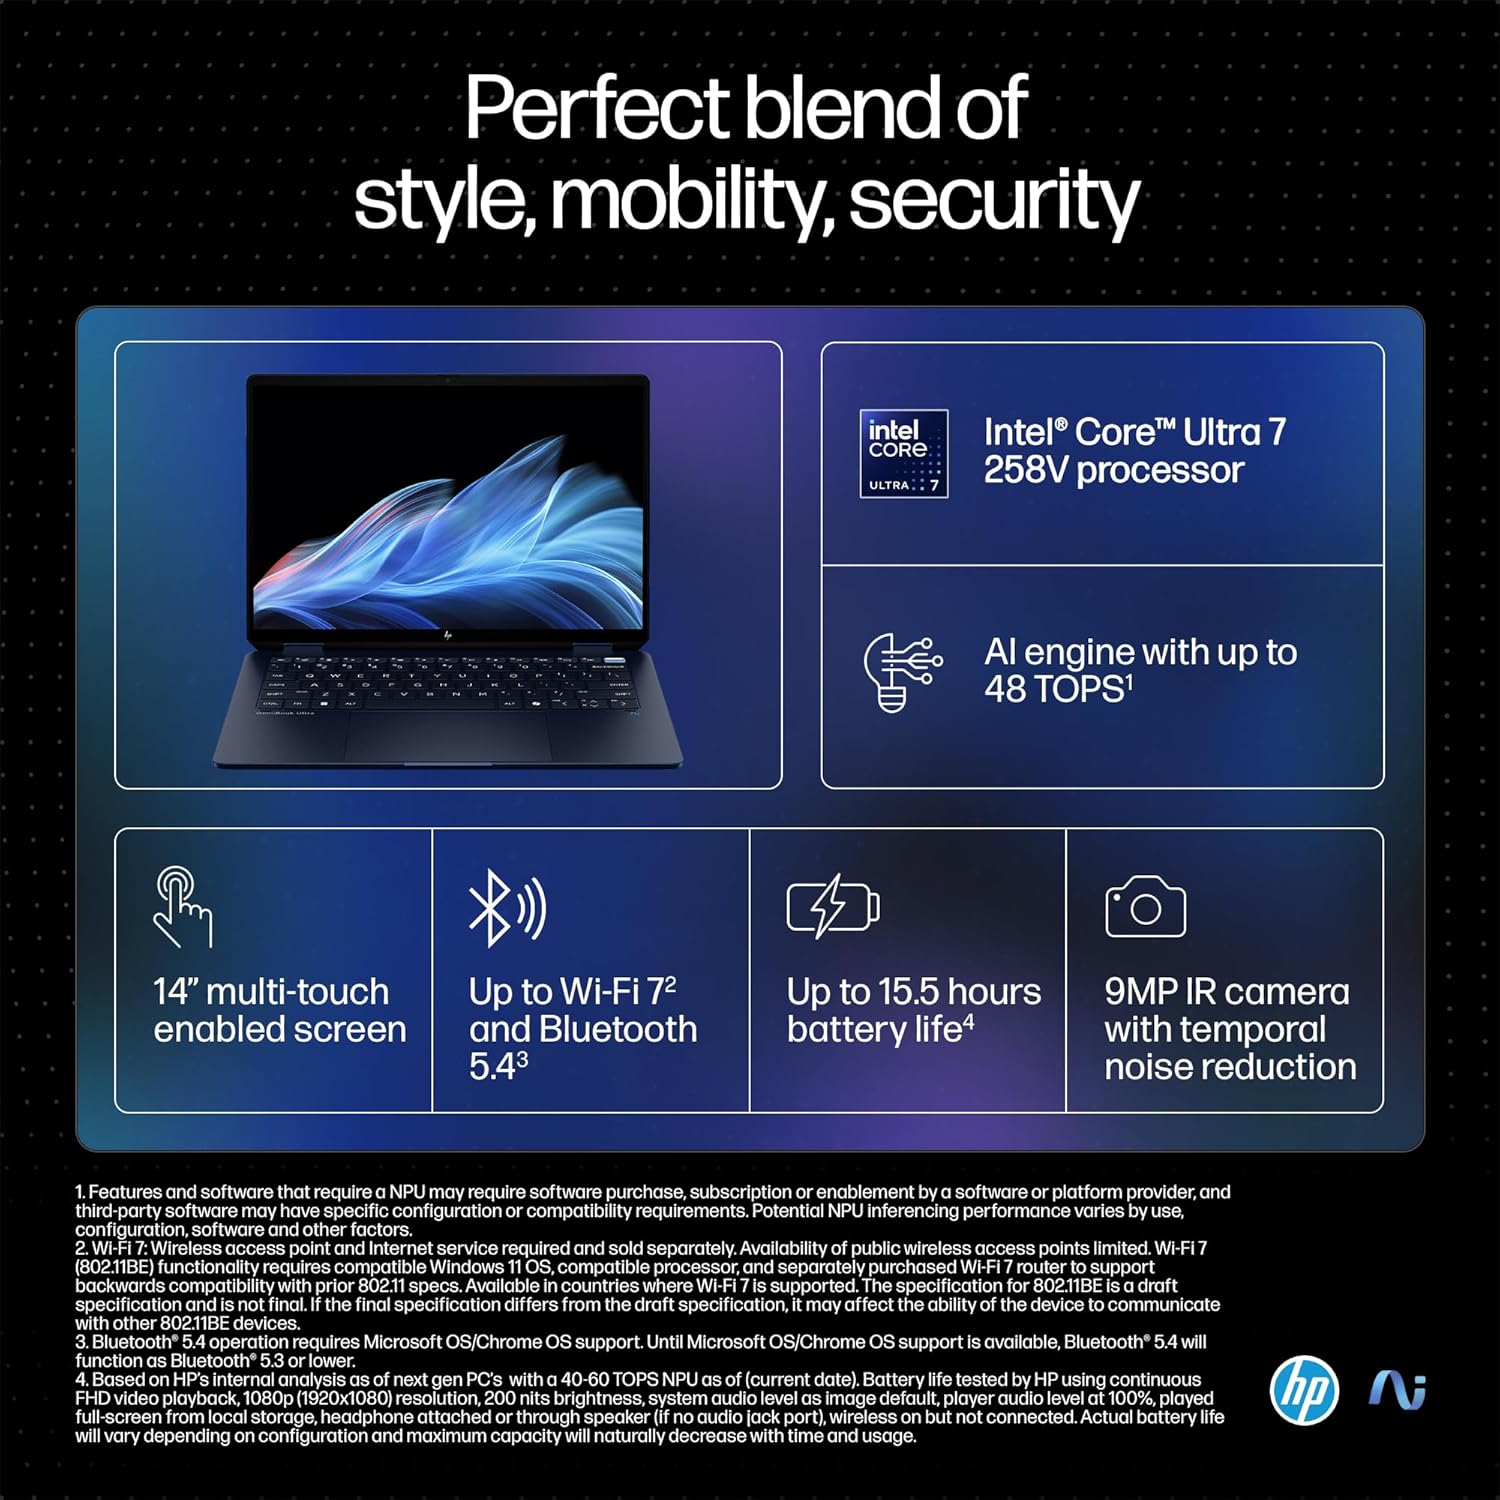 Perfect blend of
style, mobility, security
intel
CORE
ULTRA 7
Intel® Core™ Ultra 7
258V processor
AI engine with up to
48 TOPS¹
hp
14” multi-touch
enabled screen
Up to Wi-Fi 7²
and Bluetooth
5.4³
Up to 15.5 hours
battery life⁴
9MP IR camera
with temporal
noise reduction
1. Features and software that require a NPU may require software purchase, subscription or enablement by a software or platform provider, and
third-party software may have specific configuration or compatibility requirements. Potential NPU inferencing performance varies by use,
configuration, software and other factors.
2. Wi-Fi 7: Wireless access point and Internet service required and sold separately. Availability of public wireless access points limited. Wi-Fi 7
(802.11BE) functionality requires compatible Windows 11 OS, compatible processor, and separately purchased Wi-Fi 7 router to support
backwards compatibility with prior 802.11 specs. Available in countries where Wi-Fi 7 is supported. The specification for 802.11BE is a draft
specification and is not final. If the final specification differs from the draft specification, it may affect the ability of the device to communicate
with other 802.11BE devices.
3. Bluetooth® 5.4 operation requires Microsoft OS/Chrome OS support. Until Microsoft OS/Chrome OS support is available, Bluetooth® 5.4 will
function as Bluetooth® 5.3 or lower.
4. Based on HP's internal analysis as of next gen PC's with a 40-60 TOPS NPU as of (current date). Battery life tested by HP using continuous
FHD video playback, 1080p (1920x1080) resolution, 200 nits brightness, system audio level as image default, player audio level at 100%, played
full-screen from local storage, headphone attached or through speaker (if no audio jack port), wireless on but not connected. Actual battery life
will vary depending on configuration and maximum capacity will naturally decrease with time and usage.
hp